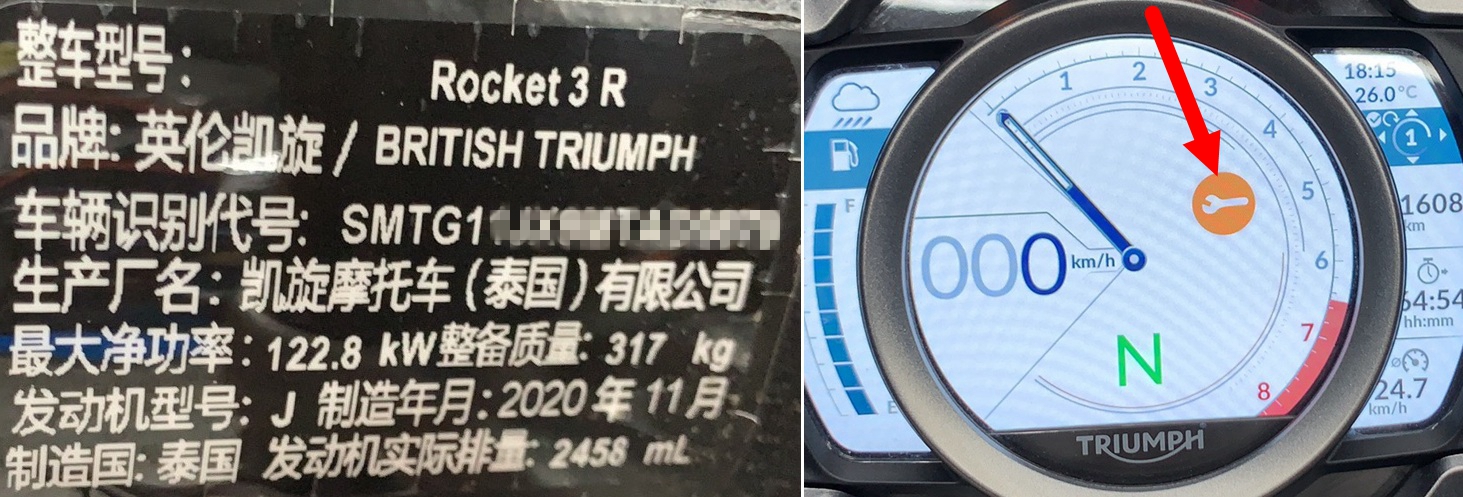 整车型号:
Rocket 3 R
品牌: 英伦凯旋 / BRITISH TRIUMPH
车辆识别代号: SMTG11
生产厂名: 凯旋摩托车(泰国)有限公司
最大净功率: 122.8 kW 整备质量: 317 kg
发动机型号: J 制造年月: 2020 年 11 月
制造国: 泰国 发动机实际排量: 2458 mL
F
E
1
2
3
4
5
6
7
8
000 km/h
N
TRIUMPH
18:15
26.0 °C
1
1608
km
64:54
hh:mm
24.7
km/h